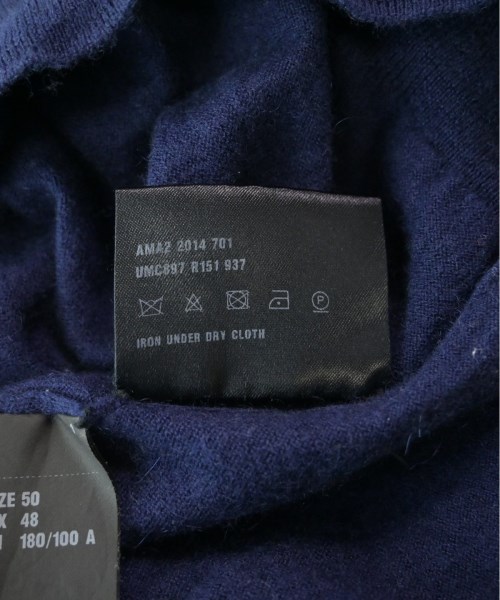 AMA2 2014 701
UMC897 R151 937
P
IRON UNDER DRY CLOTH
ZE 50
48
180/100 A